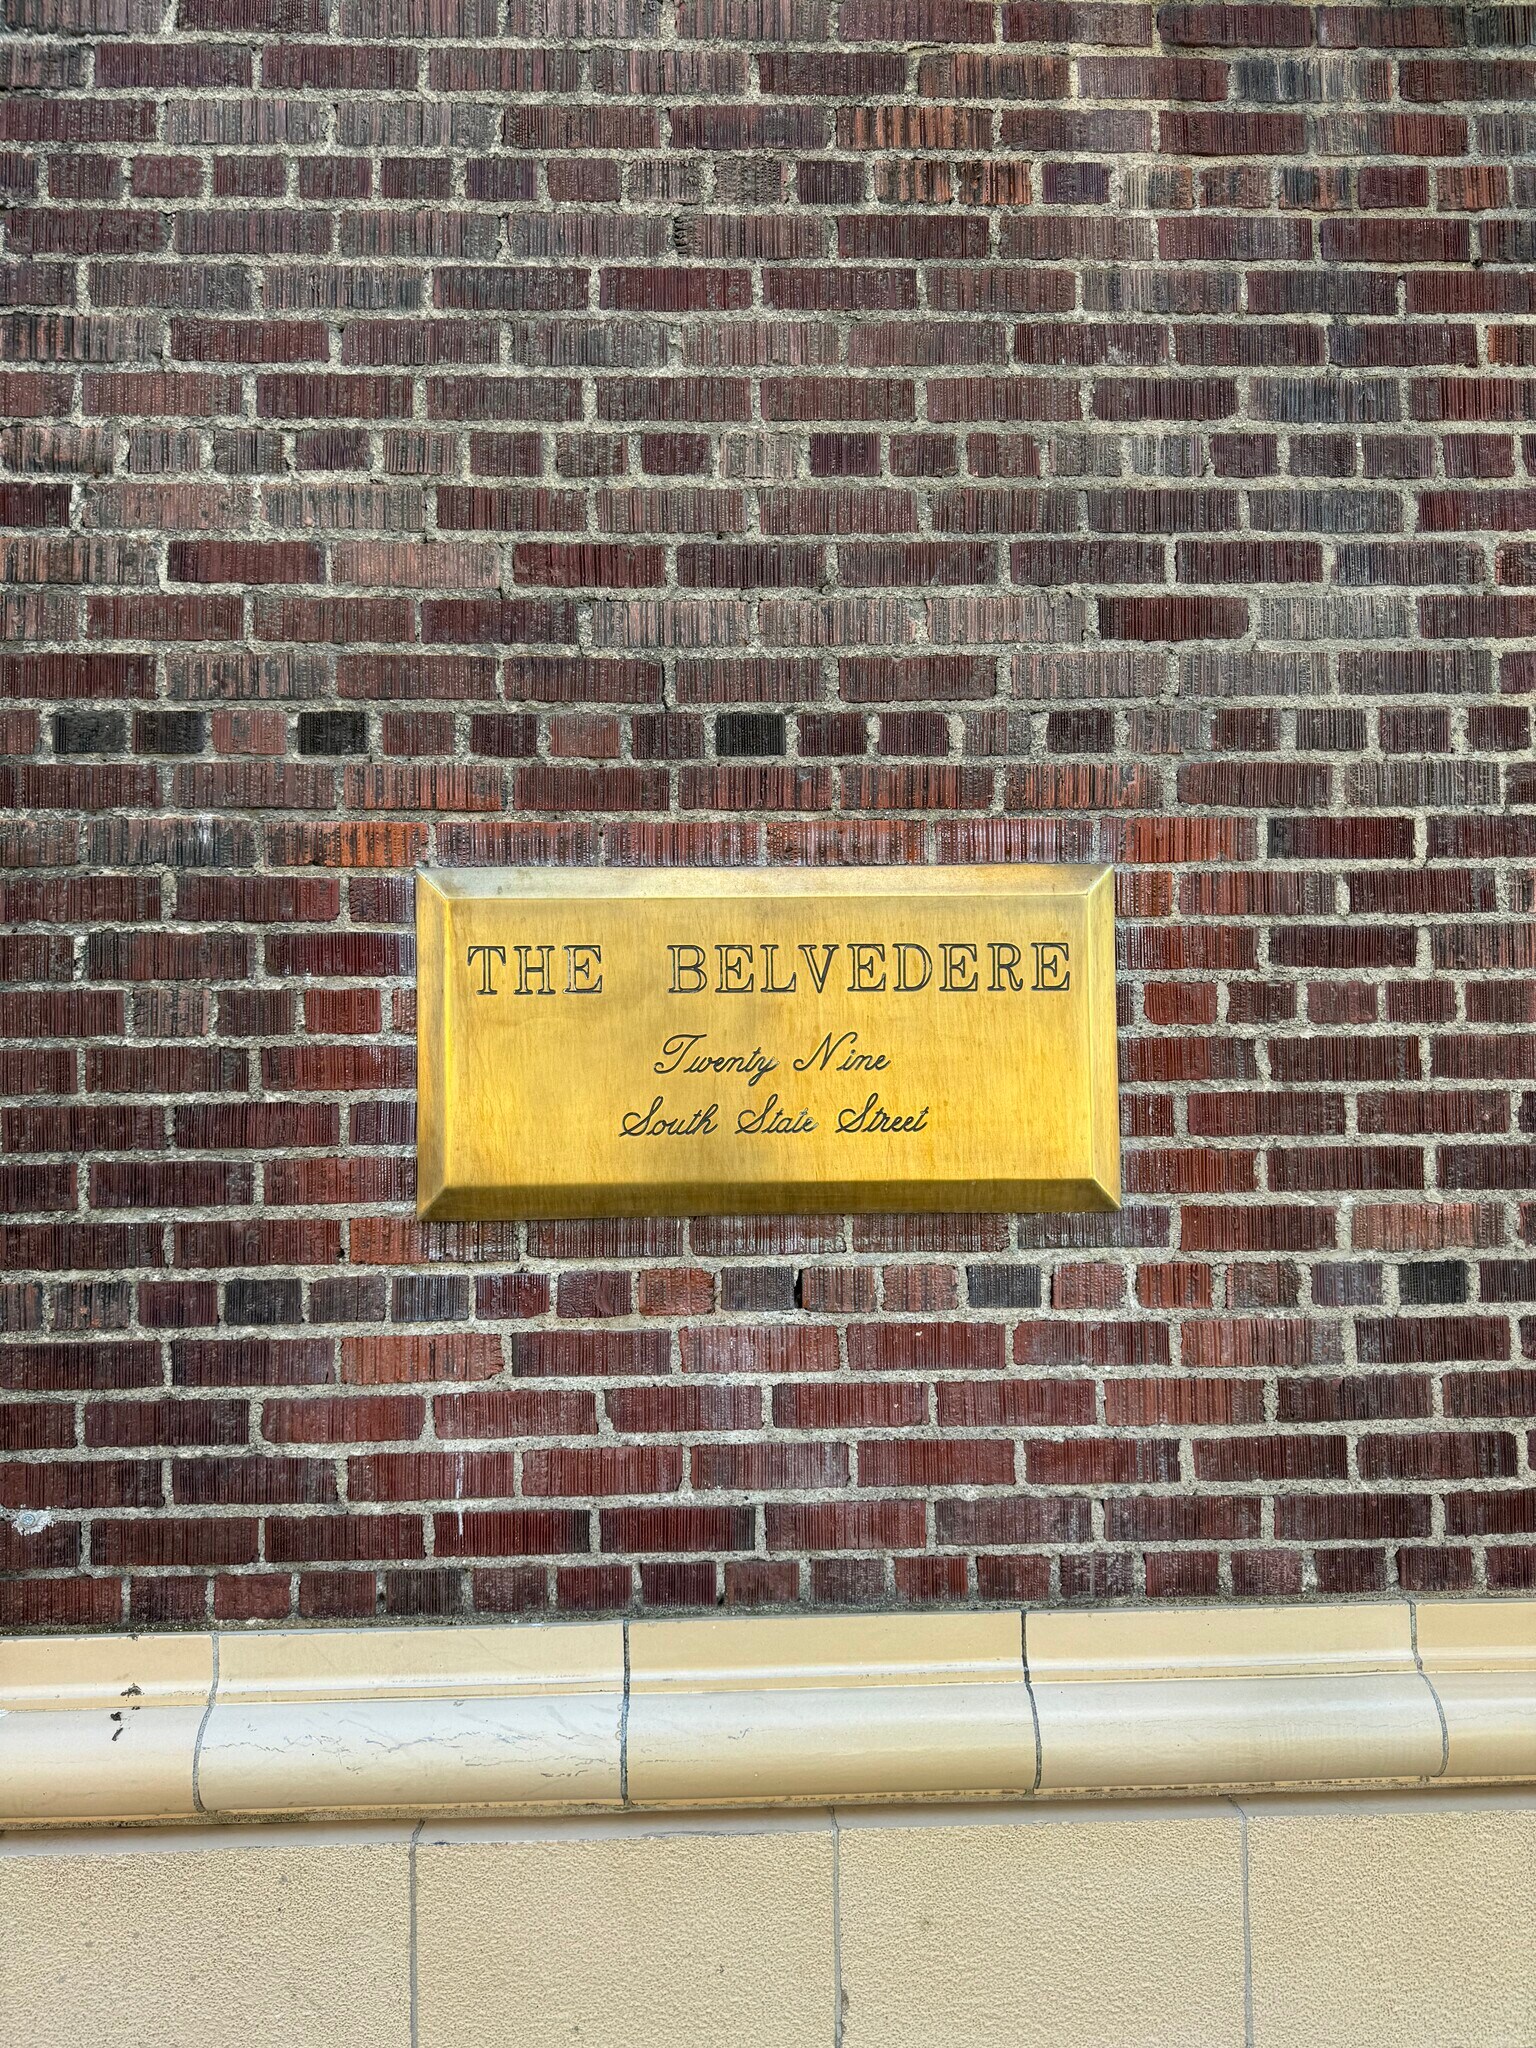 THE BELVEDERE
Twenty Nine
South State Street